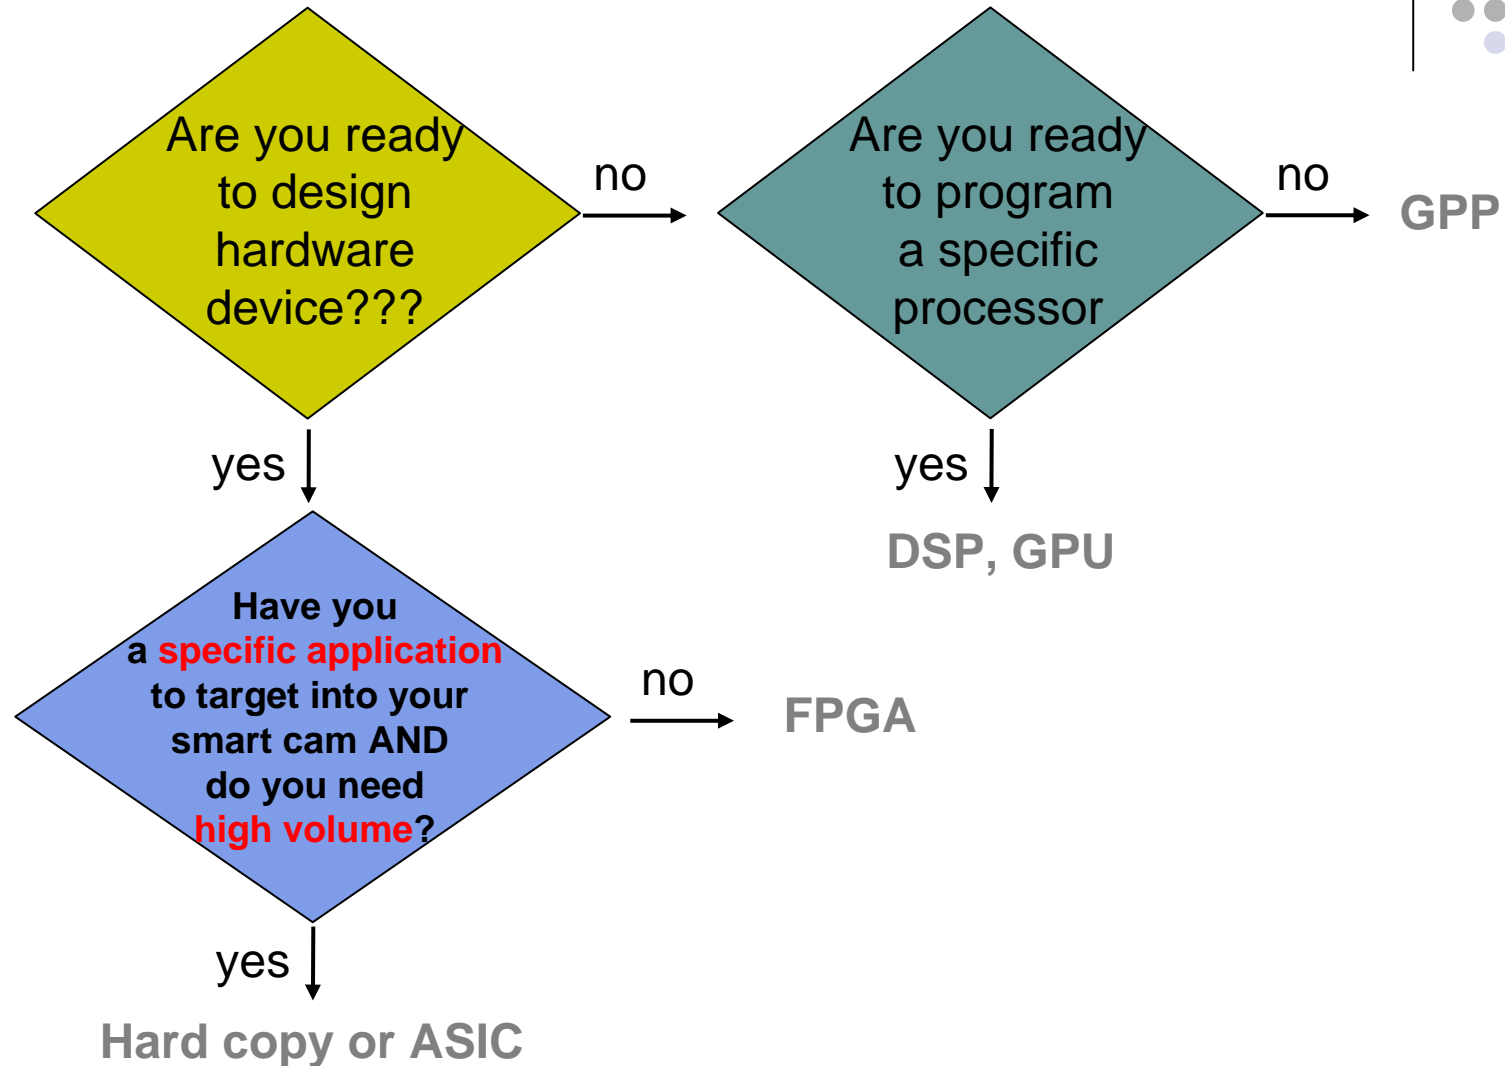 Are you ready
to design
hardware
device???
no
Are you ready
to program
a specific
processor
no
GPP
yes
yes
DSP, GPU
Have you
a specific application
to target into your
smart cam AND
do you need
high volume?
no
FPGA
yes
Hard copy or ASIC